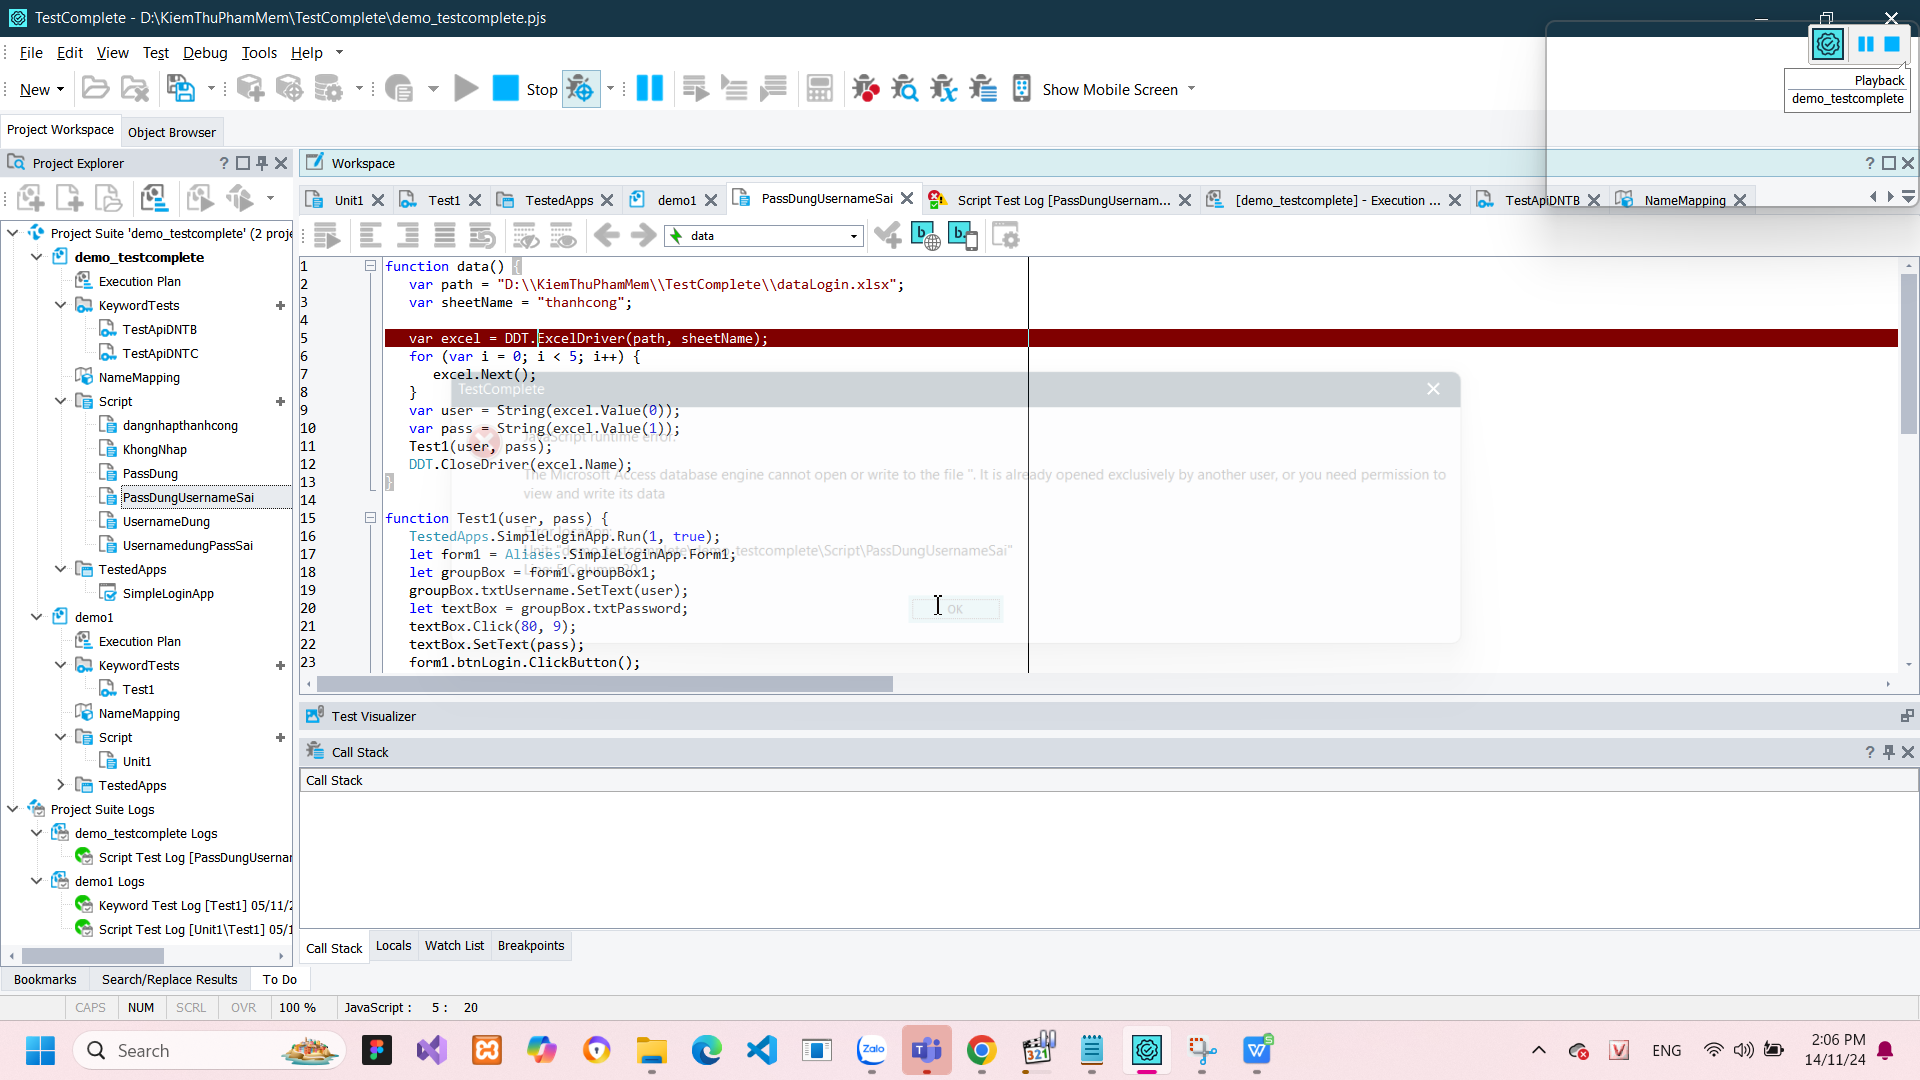 TestComplete - D:\KiemThuPhamMem\TestComplete\demo_testcomplete.pjs
File Edit View Test Debug Tools Help
New Stop Show Mobile Screen
Playback
demo_testcomplete
Project Workspace Object Browser
Project Explorer
Workspace
Unit1 Test1 TestedApps demo1 PassDungUsernameSai Script Test Log [PassDungUsernam... [demo_testcomplete] - Execution ... TestApiDNTB NameMapping
data
Project Suite 'demo_testcomplete' (2 proje
demo_testcomplete
Execution Plan
KeywordTests
TestApiDNTB
TestApiDNTC
NameMapping
Script
dangnhapthanhcong
KhongNhap
PassDung
PassDungUsernameSai
UsernameDung
UsernamedungPassSai
TestedApps
SimpleLoginApp
demo1
Execution Plan
KeywordTests
Test1
NameMapping
Script
Unit1
TestedApps
Project Suite Logs
demo_testcomplete Logs
Script Test Log [PassDungUsernar
demo1 Logs
Keyword Test Log [Test1] 05/11/2
Script Test Log [Unit1\Test1] 05/1
1 function data() {
2 var path = "D:\\KiemThuPhamMem\\TestComplete\\dataLogin.xlsx";
3 var sheetName = "thanhcong";
4
5 var excel = DDT.ExcelDriver(path, sheetName);
6 for (var i = 0; i < 5; i++) {
7 excel.Next();
8 }
9 var user = String(excel.Value(0));
10 var pass = String(excel.Value(1));
11 Test1(user, pass);
12 DDT.CloseDriver(excel.Name);
13 }
14
15 function Test1(user, pass) {
16 TestedApps.SimpleLoginApp.Run(1, true);
17 let form1 = Aliases.SimpleLoginApp.Form1;
18 let groupBox = form1.groupBox1;
19 groupBox.txtUsername.SetText(user);
20 let textBox = groupBox.txtPassword;
21 textBox.Click(80, 9);
22 textBox.SetText(pass);
23 form1.btnLogin.ClickButton();
TestComplete
JavaScript runtime error.
The Microsoft Access database engine cannot open or write to the file ''. It is already opened exclusively by another user, or you need permission to
view and write its data
Error location:
Unit: "demo_testcomplete\demo_testcomplete\Script\PassDungUsernameSai"
Line: 5 Column: 20
OK
Test Visualizer
Call Stack
Call Stack
Call Stack Locals Watch List Breakpoints
Bookmarks Search/Replace Results To Do
CAPS NUM SCRL OVR 100 % JavaScript : 5 : 20
Search
Zalo
321
ENG
2:06 PM
14/11/24